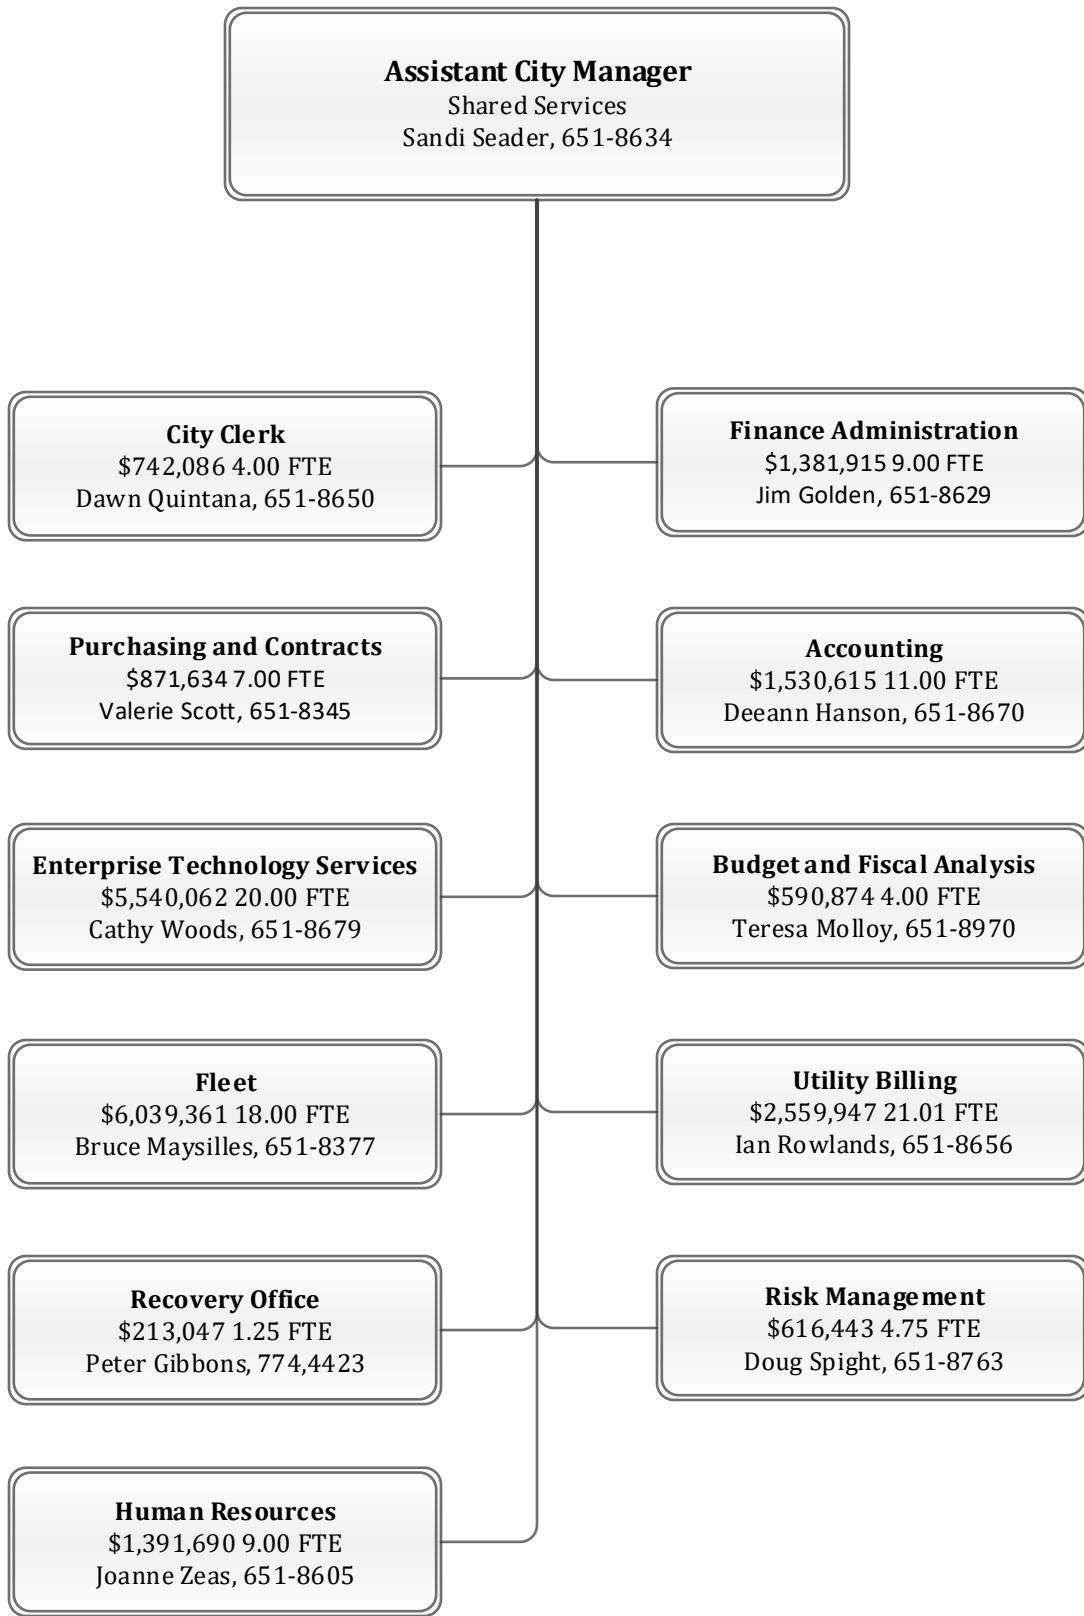 Assistant City Manager
Shared Services
Sandi Seader, 651-8634
City Clerk
$742,086 4.00 FTE
Dawn Quintana, 651-8650
Finance Administration
$1,381,915 9.00 FTE
Jim Golden, 651-8629
Purchasing and Contracts
$871,634 7.00 FTE
Valerie Scott, 651-8345
Accounting
$1,530,615 11.00 FTE
Deeann Hanson, 651-8670
Enterprise Technology Services
$5,540,062 20.00 FTE
Cathy Woods, 651-8679
Budget and Fiscal Analysis
$590,874 4.00 FTE
Teresa Molloy, 651-8970
Fleet
$6,039,361 18.00 FTE
Bruce Maysilles, 651-8377
Utility Billing
$2,559,947 21.01 FTE
Ian Rowlands, 651-8656
Recovery Office
$213,047 1.25 FTE
Peter Gibbons, 774,4423
Risk Management
$616,443 4.75 FTE
Doug Spight, 651-8763
Human Resources
$1,391,690 9.00 FTE
Joanne Zeas, 651-8605